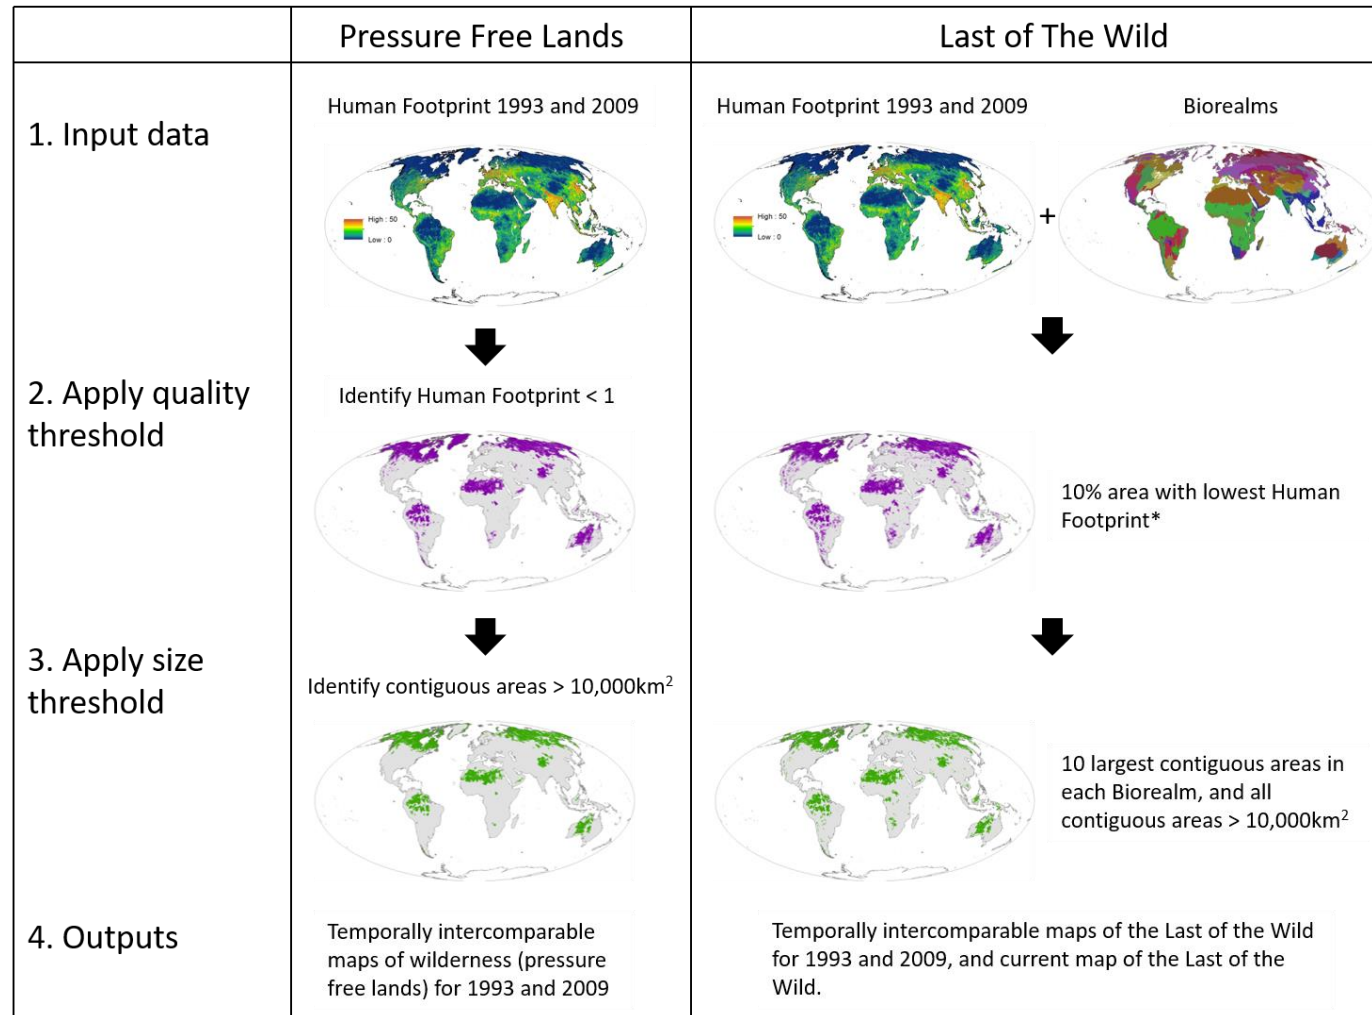 Pressure Free Lands
Last of The Wild
1. Input data
Human Footprint 1993 and 2009
High : 50
Low : 0
Human Footprint 1993 and 2009
High : 50
Low : 0
+
Biorealms
2. Apply quality
threshold
Identify Human Footprint < 1
10% area with lowest Human
Footprint*
3. Apply size
threshold
Identify contiguous areas > 10,000km²
10 largest contiguous areas in
each Biorealm, and all
contiguous areas > 10,000km²
4. Outputs
Temporally intercomparable
maps of wilderness (pressure
free lands) for 1993 and 2009
Temporally intercomparable maps of the Last of the Wild
for 1993 and 2009, and current map of the Last of the
Wild.